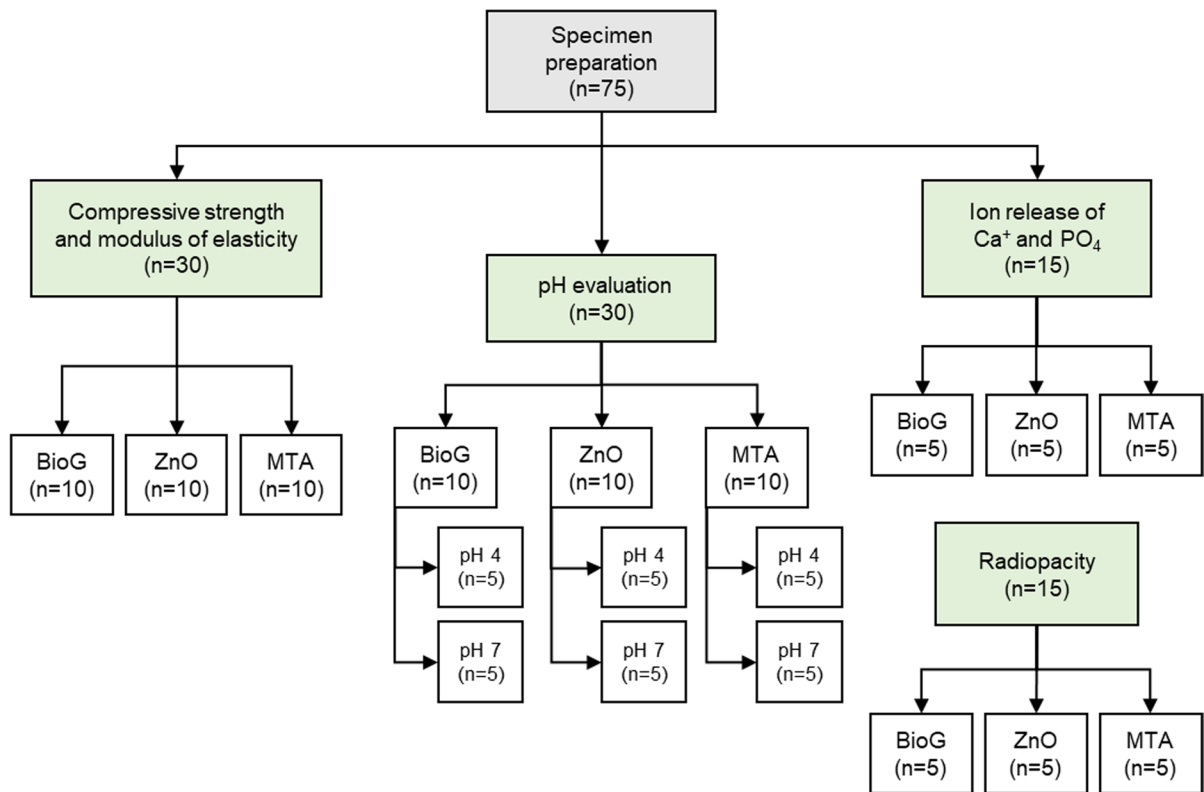 Specimen
preparation
(n=75)
Compressive strength
and modulus of elasticity
(n=30)
BioG
(n=10)
ZnO
(n=10)
MTA
(n=10)
pH evaluation
(n=30)
BioG
(n=10)
pH 4
(n=5)
pH 7
(n=5)
ZnO
(n=10)
pH 4
(n=5)
pH 7
(n=5)
MTA
(n=10)
pH 4
(n=5)
pH 7
(n=5)
Ion release of
Ca⁺ and PO₄
(n=15)
BioG
(n=5)
ZnO
(n=5)
MTA
(n=5)
Radiopacity
(n=15)
BioG
(n=5)
ZnO
(n=5)
MTA
(n=5)